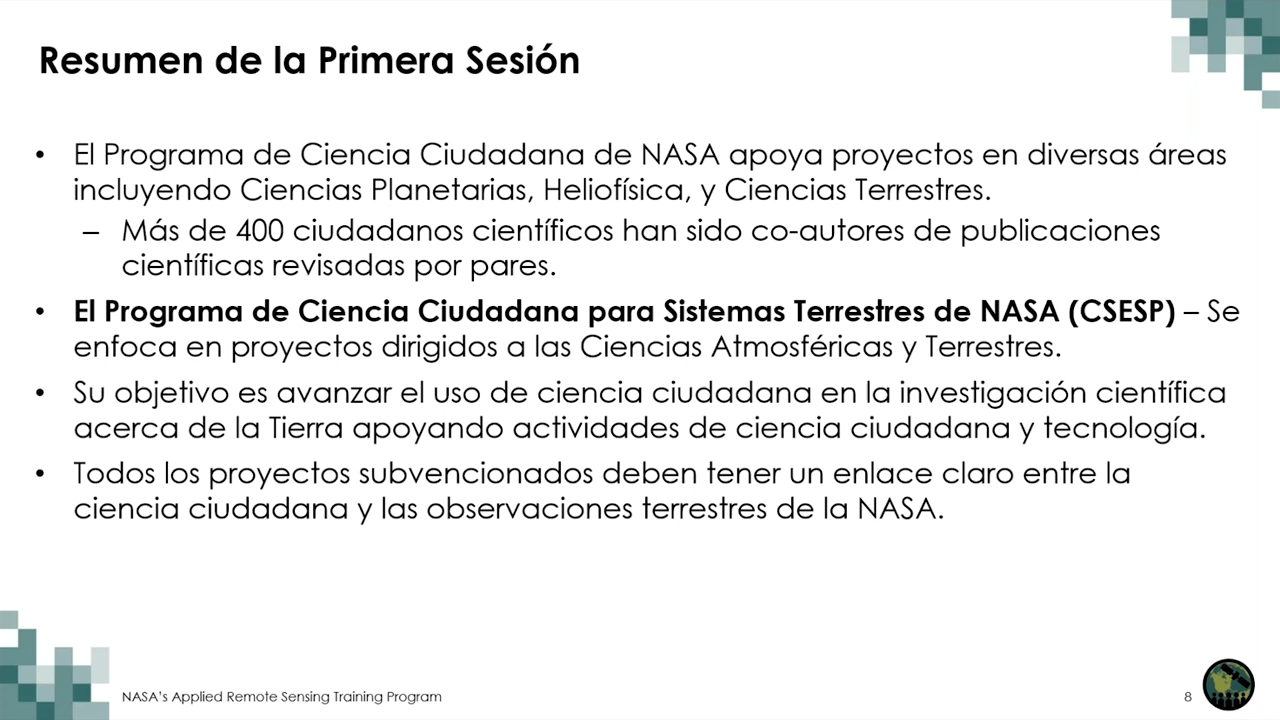 Resumen de la Primera Sesión
• El Programa de Ciencia Ciudadana de NASA apoya proyectos en diversas áreas
incluyendo Ciencias Planetarias, Heliofísica, y Ciencias Terrestres.
– Más de 400 ciudadanos científicos han sido co-autores de publicaciones
científicas revisadas por pares.
• El Programa de Ciencia Ciudadana para Sistemas Terrestres de NASA (CSESP) – Se
enfoca en proyectos dirigidos a las Ciencias Atmosféricas y Terrestres.
• Su objetivo es avanzar el uso de ciencia ciudadana en la investigación científica
acerca de la Tierra apoyando actividades de ciencia ciudadana y tecnología.
• Todos los proyectos subvencionados deben tener un enlace claro entre la
ciencia ciudadana y las observaciones terrestres de la NASA.
NASA's Applied Remote Sensing Training Program
8